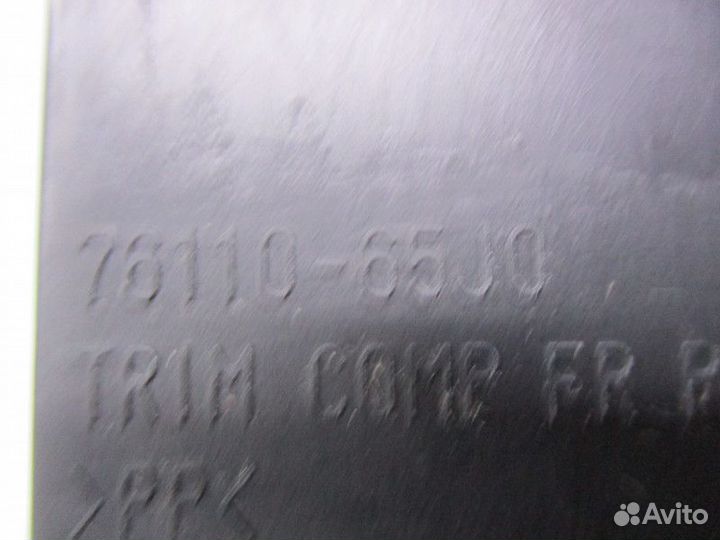 76110-65J0
TRIM COMP FR
>PP<
Avito